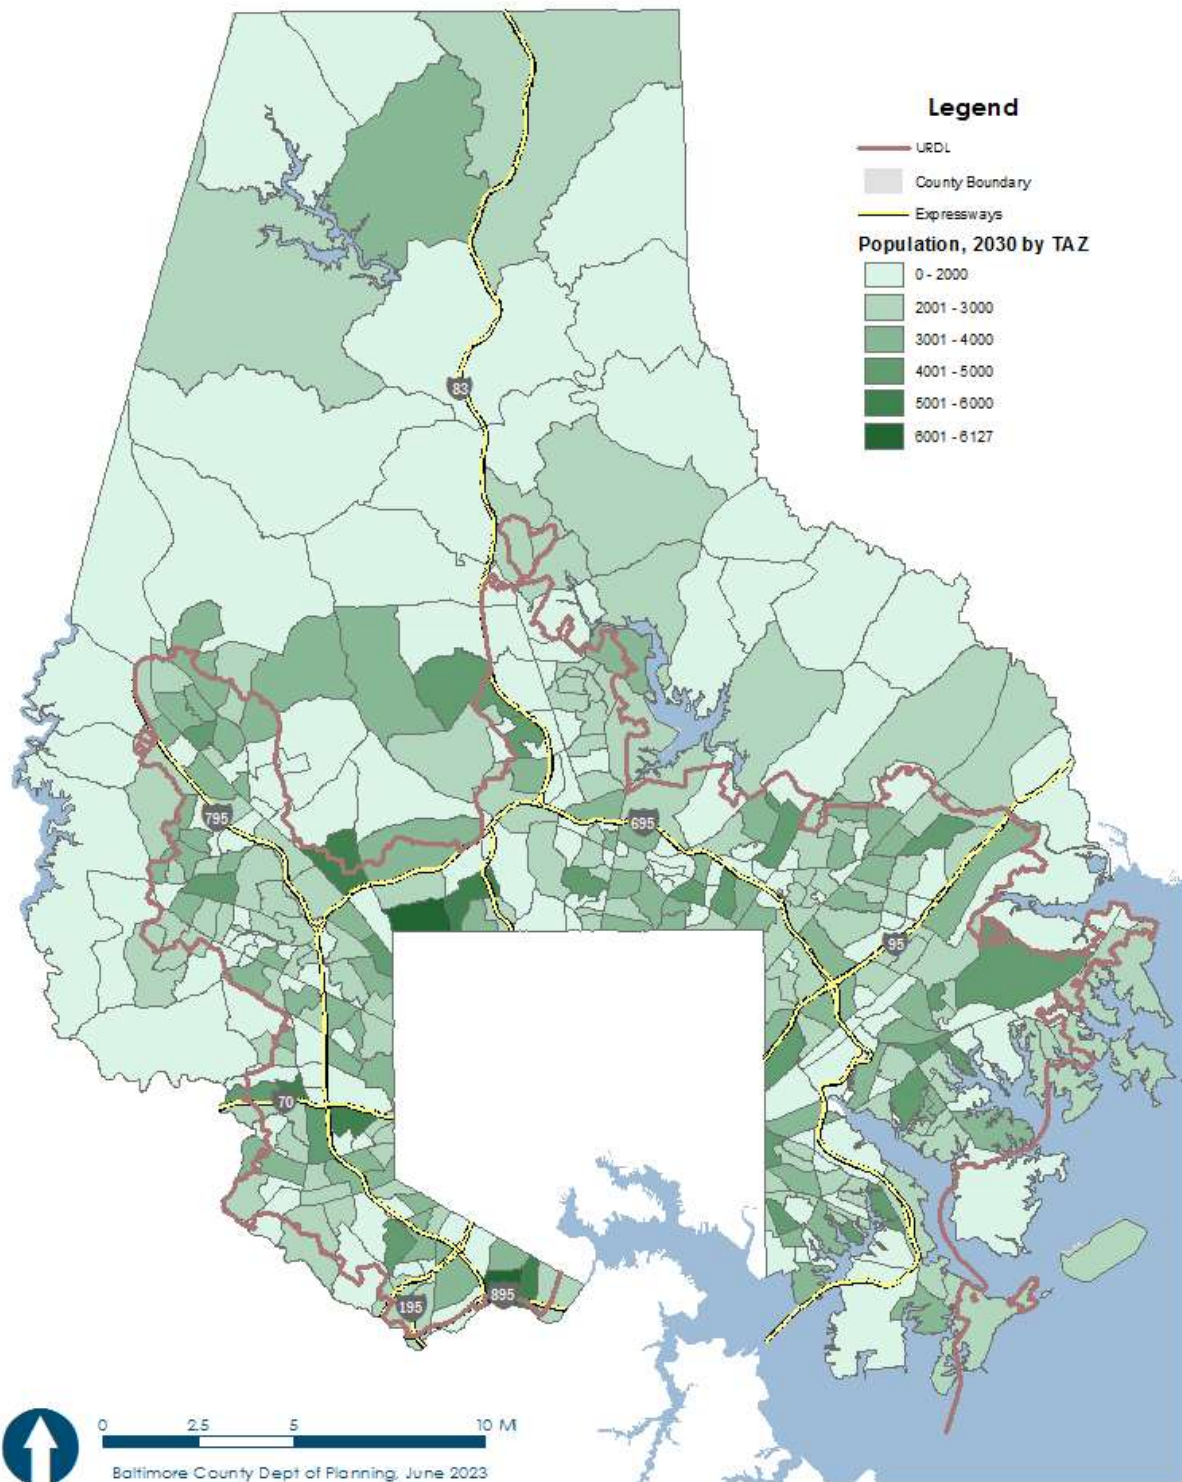 Legend
URDL
County Boundary
Expressways
Population, 2030 by TAZ
0 - 2000
2001 - 3000
3001 - 4000
4001 - 5000
5001 - 6000
6001 - 6127
83
795
695
95
70
195
895
0 2.5 5 10 Mi
Baltimore County Dept of Planning, June 2023